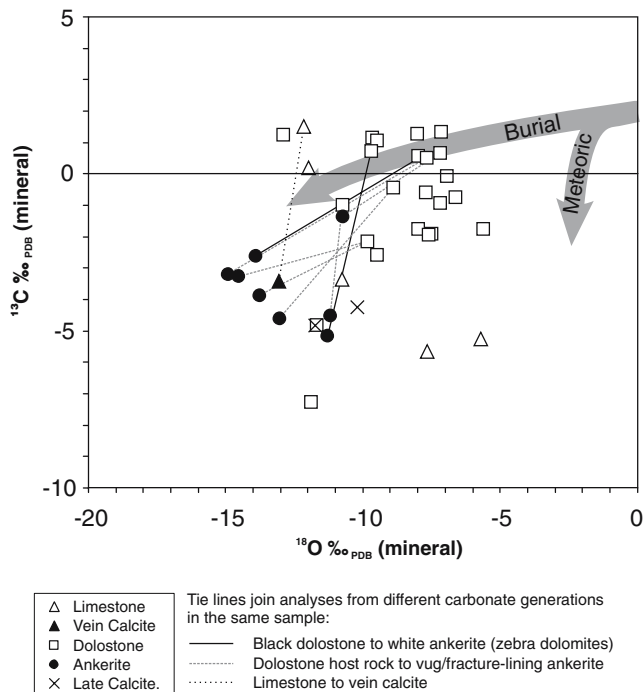 5
0
-5
-10
13C ‰ PDB (mineral)
Burial
Meteoric
-20 -15 -10 -5 0
18O ‰ PDB (mineral)
Limestone
Vein Calcite
Dolostone
Ankerite
Late Calcite.
Tie lines join analyses from different carbonate generations
in the same sample:
Black dolostone to white ankerite (zebra dolomites)
Dolostone host rock to vug/fracture-lining ankerite
Limestone to vein calcite